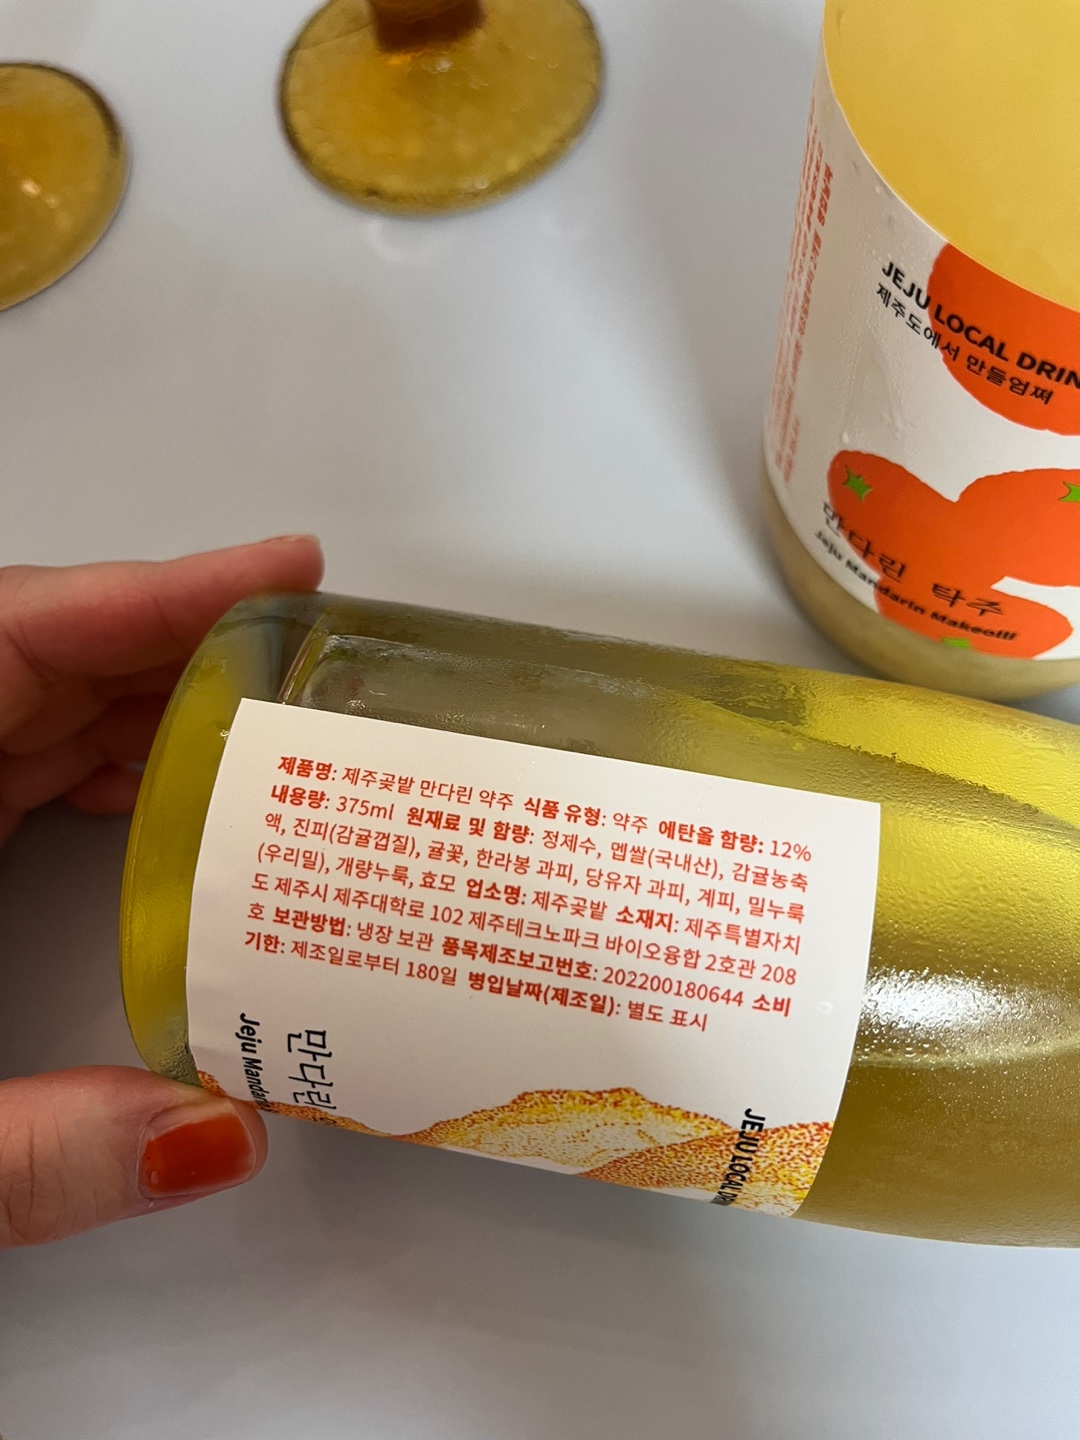 JEJU LOCAL DRIN
제주도에서 만들엄쩌
만다린 탁주
Jeju Mandarin Makeolli
제품명: 제주곶밭 만다린 약주 식품 유형: 약주 에탄올 함량: 12%
내용량: 375ml 원재료 및 함량: 정제수, 멥쌀(국내산), 감귤농축
액, 진피(감귤껍질), 귤꽃, 한라봉 과피, 당유자 과피, 계피, 밀누룩
(우리밀), 개량누룩, 효모 업소명: 제주곶밭 소재지: 제주특별자치
도 제주시 제주대학로 102 제주테크노파크 바이오융합 2호관 208
호 보관방법: 냉장 보관 품목제조보고번호: 202200180644 소비
기한: 제조일로부터 180일 병입날짜(제조일): 별도 표시
만다린
Jeju Mandarin
JEJU LOCAL DR